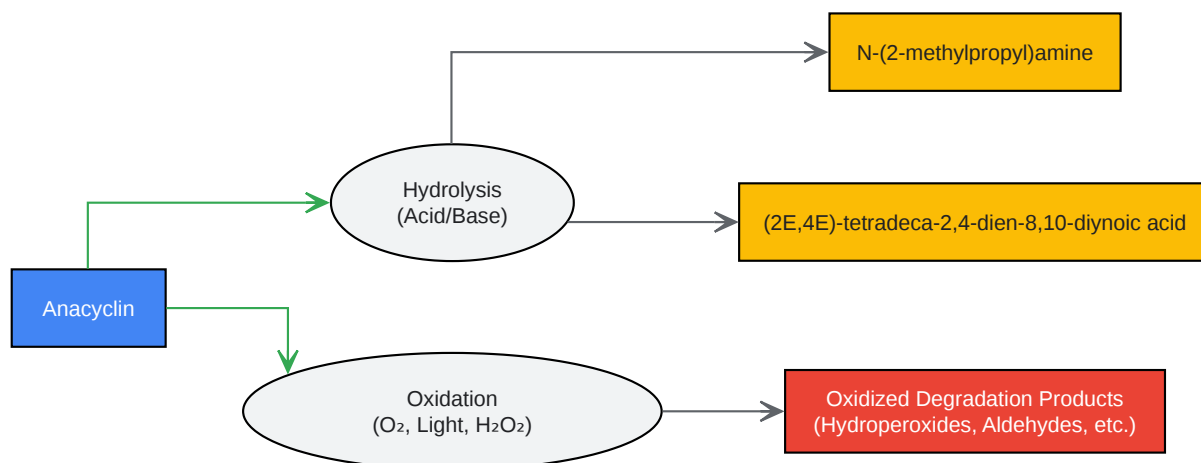 N-(2-methylpropyl)amine
Hydrolysis
(Acid/Base)
(2E,4E)-tetradeca-2,4-dien-8,10-diynoic acid
Anacyclin
Oxidation
(O₂, Light, H₂O₂)
Oxidized Degradation Products
(Hydroperoxides, Aldehydes, etc.)